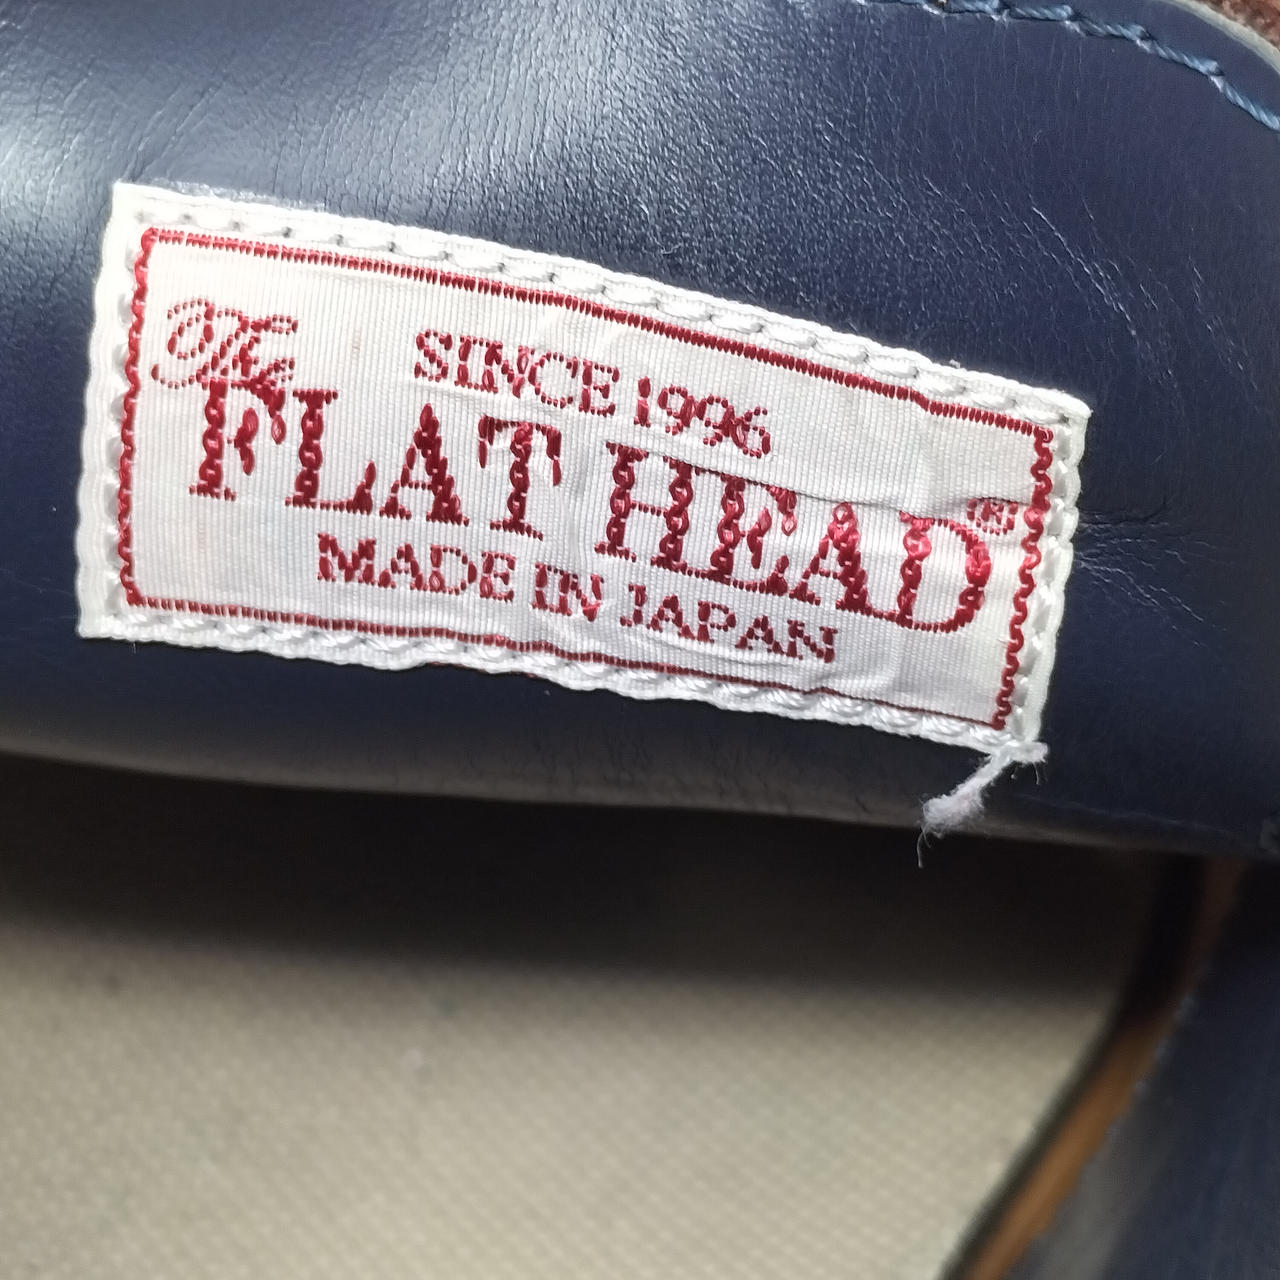 SINCE 1996
The
FLAT HEAD®
MADE IN JAPAN